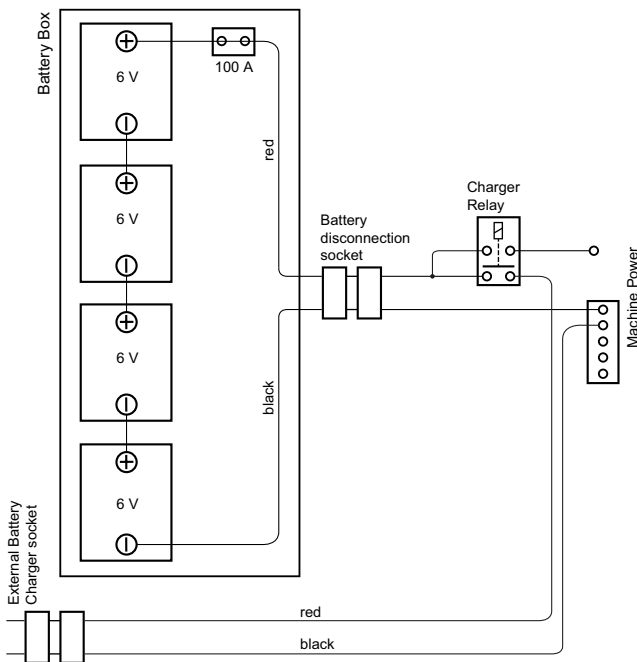 Battery Box
6 V
100 A
red
6 V
Charger
Relay
Battery
disconnection
socket
Machine Power
6 V
black
6 V
External Battery
Charger socket
red
black